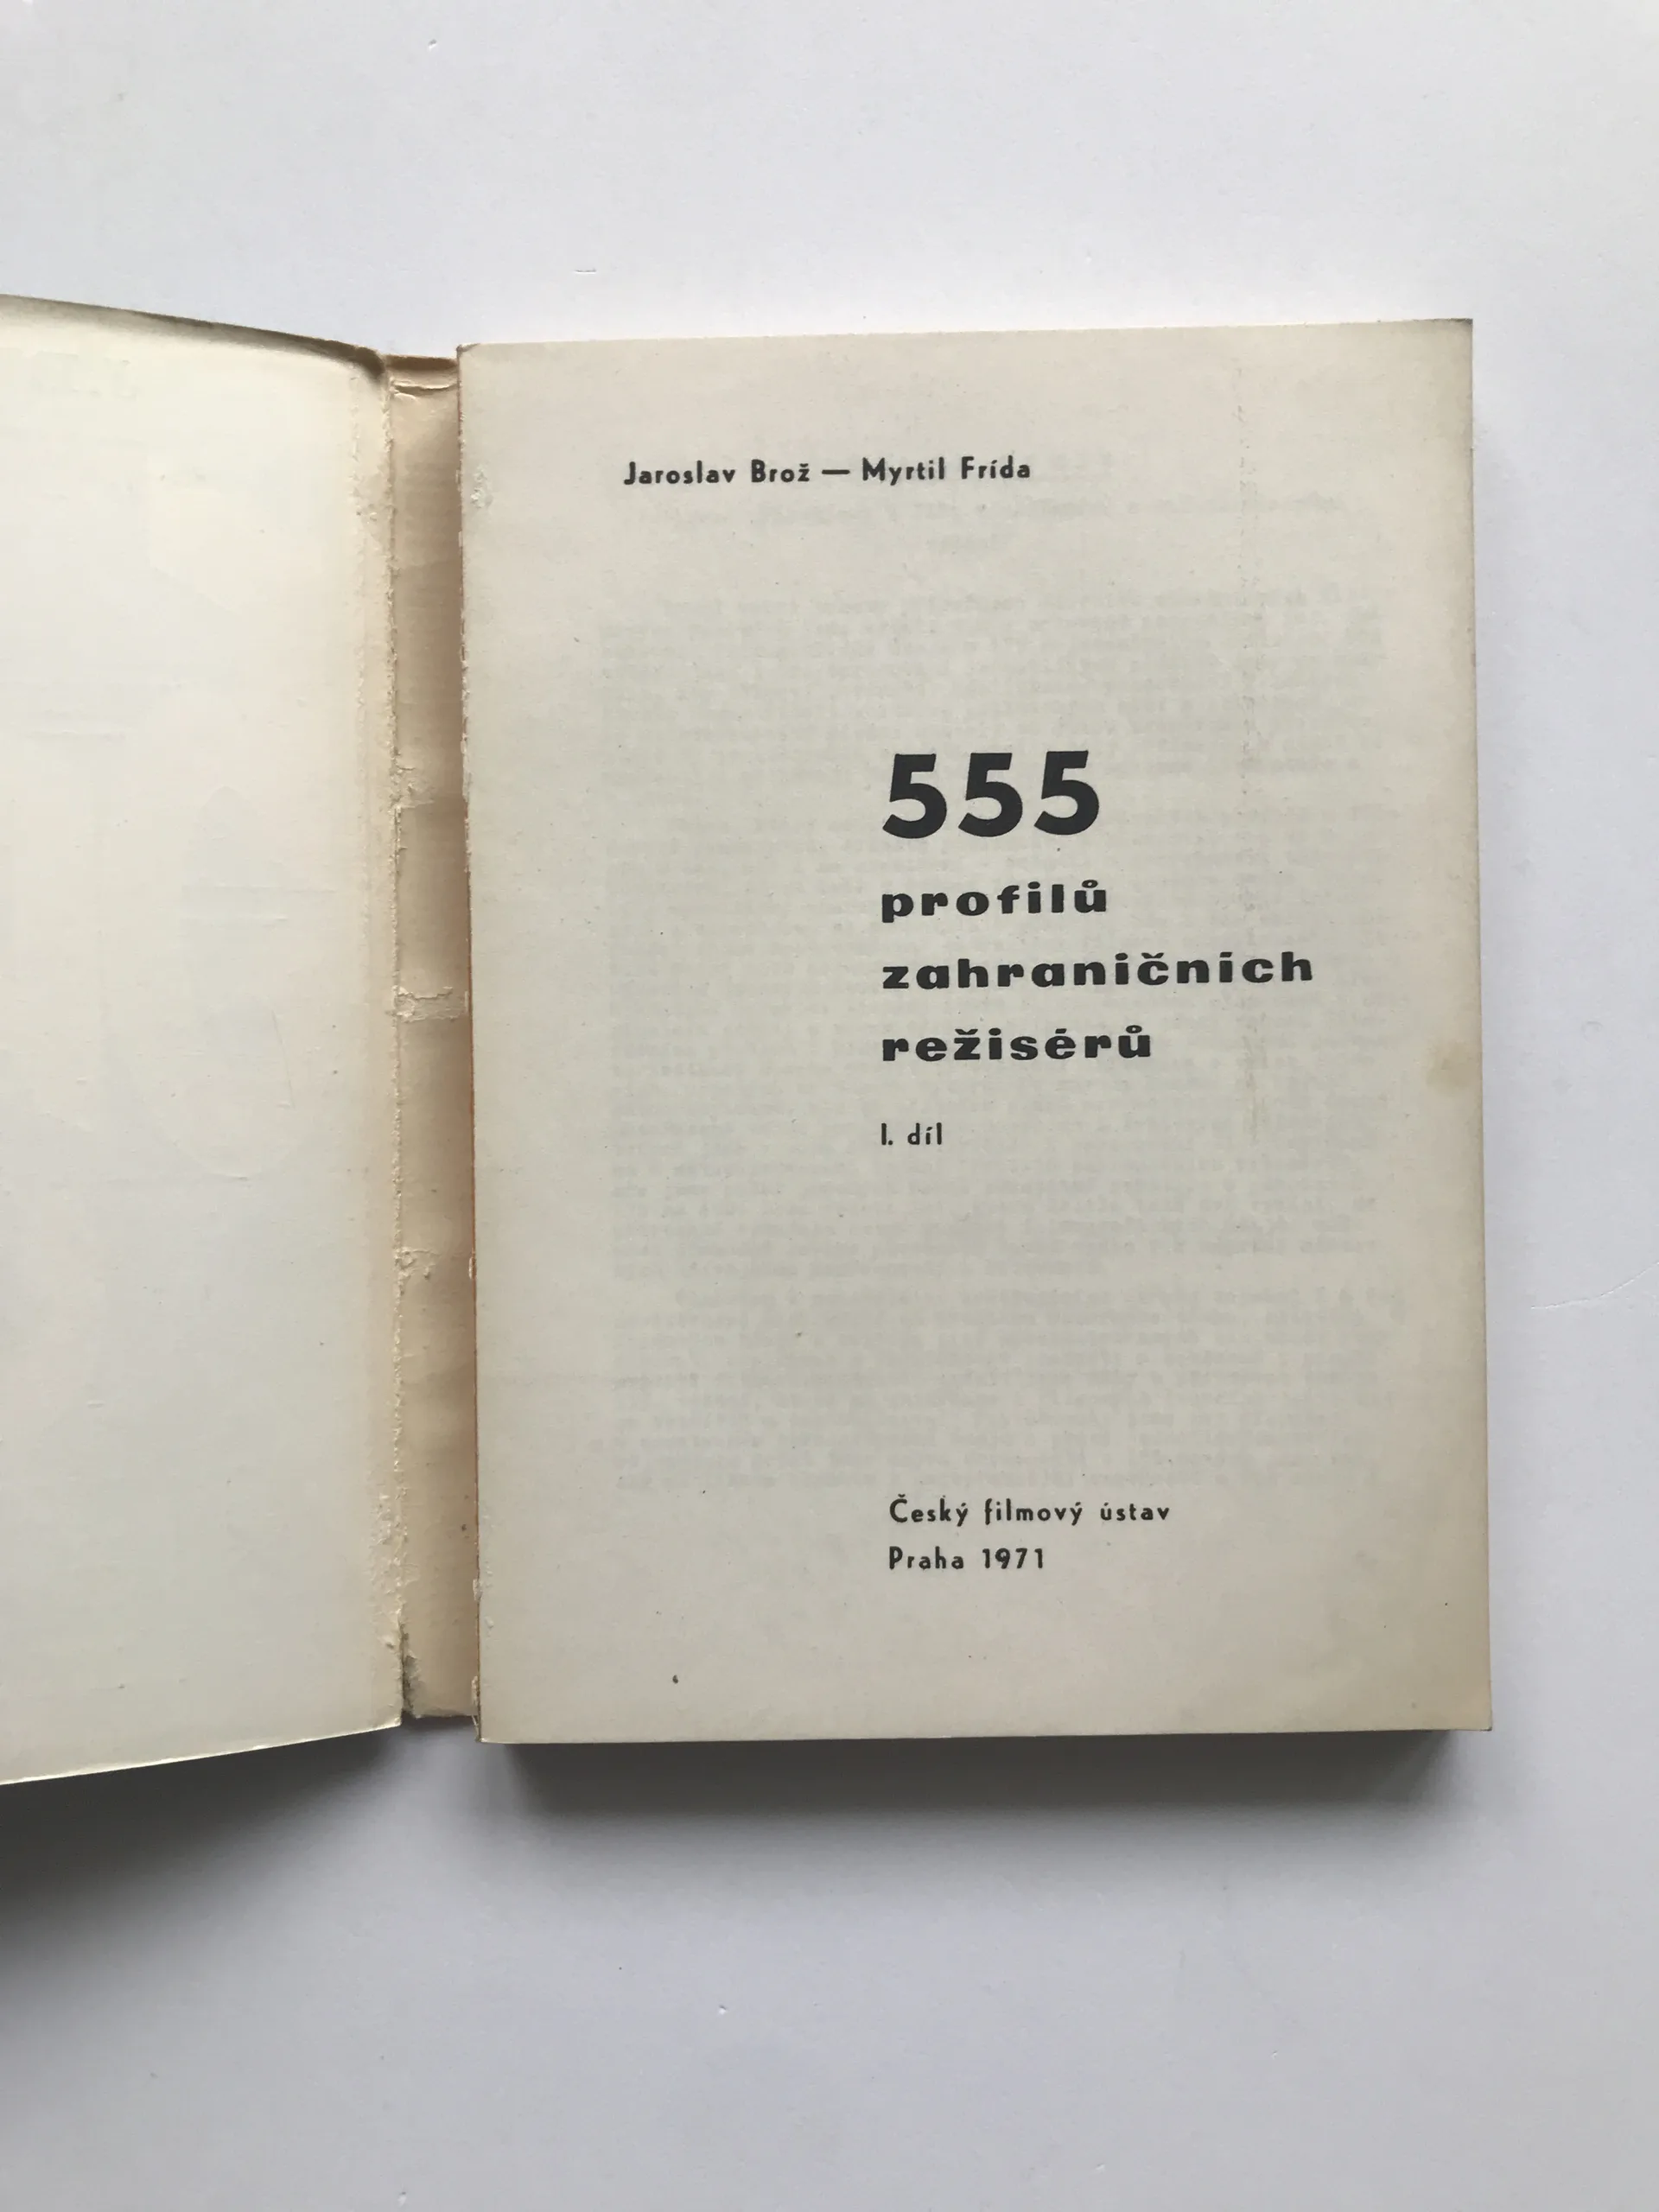 Jaroslav Brož — Myrtil Frída
555
profilů
zahraničních
režisérů
I. díl
Český filmový ústav
Praha 1971